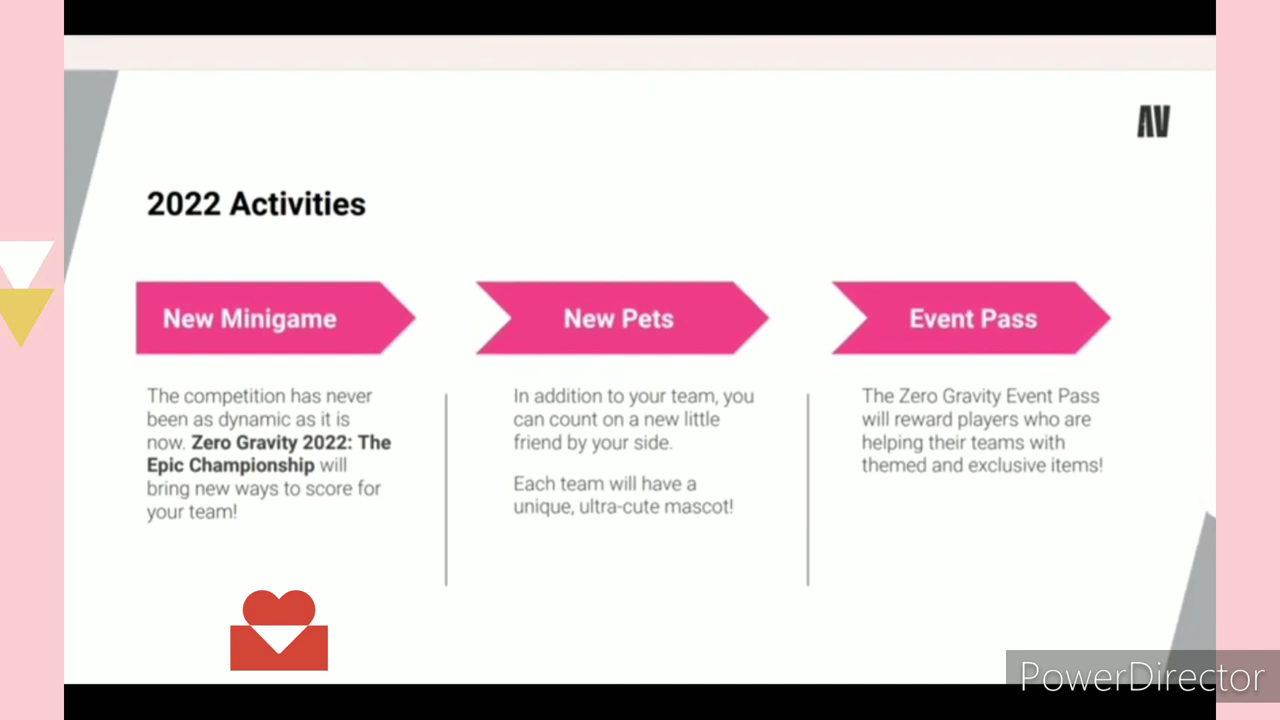 AV
2022 Activities
New Minigame
The competition has never
been as dynamic as it is
now. Zero Gravity 2022: The
Epic Championship will
bring new ways to score for
your team!
New Pets
In addition to your team, you
can count on a new little
friend by your side.
Each team will have a
unique, ultra-cute mascot!
Event Pass
The Zero Gravity Event Pass
will reward players who are
helping their teams with
themed and exclusive items!
PowerDirector